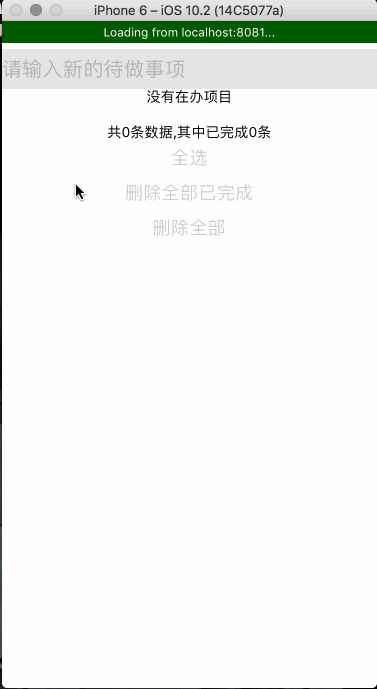 iPhone 6 – iOS 10.2 (14C5077a)
Loading from localhost:8081...
请输入新的待做事项
没有在办项目
共0条数据,其中已完成0条
全选
删除全部已完成
删除全部